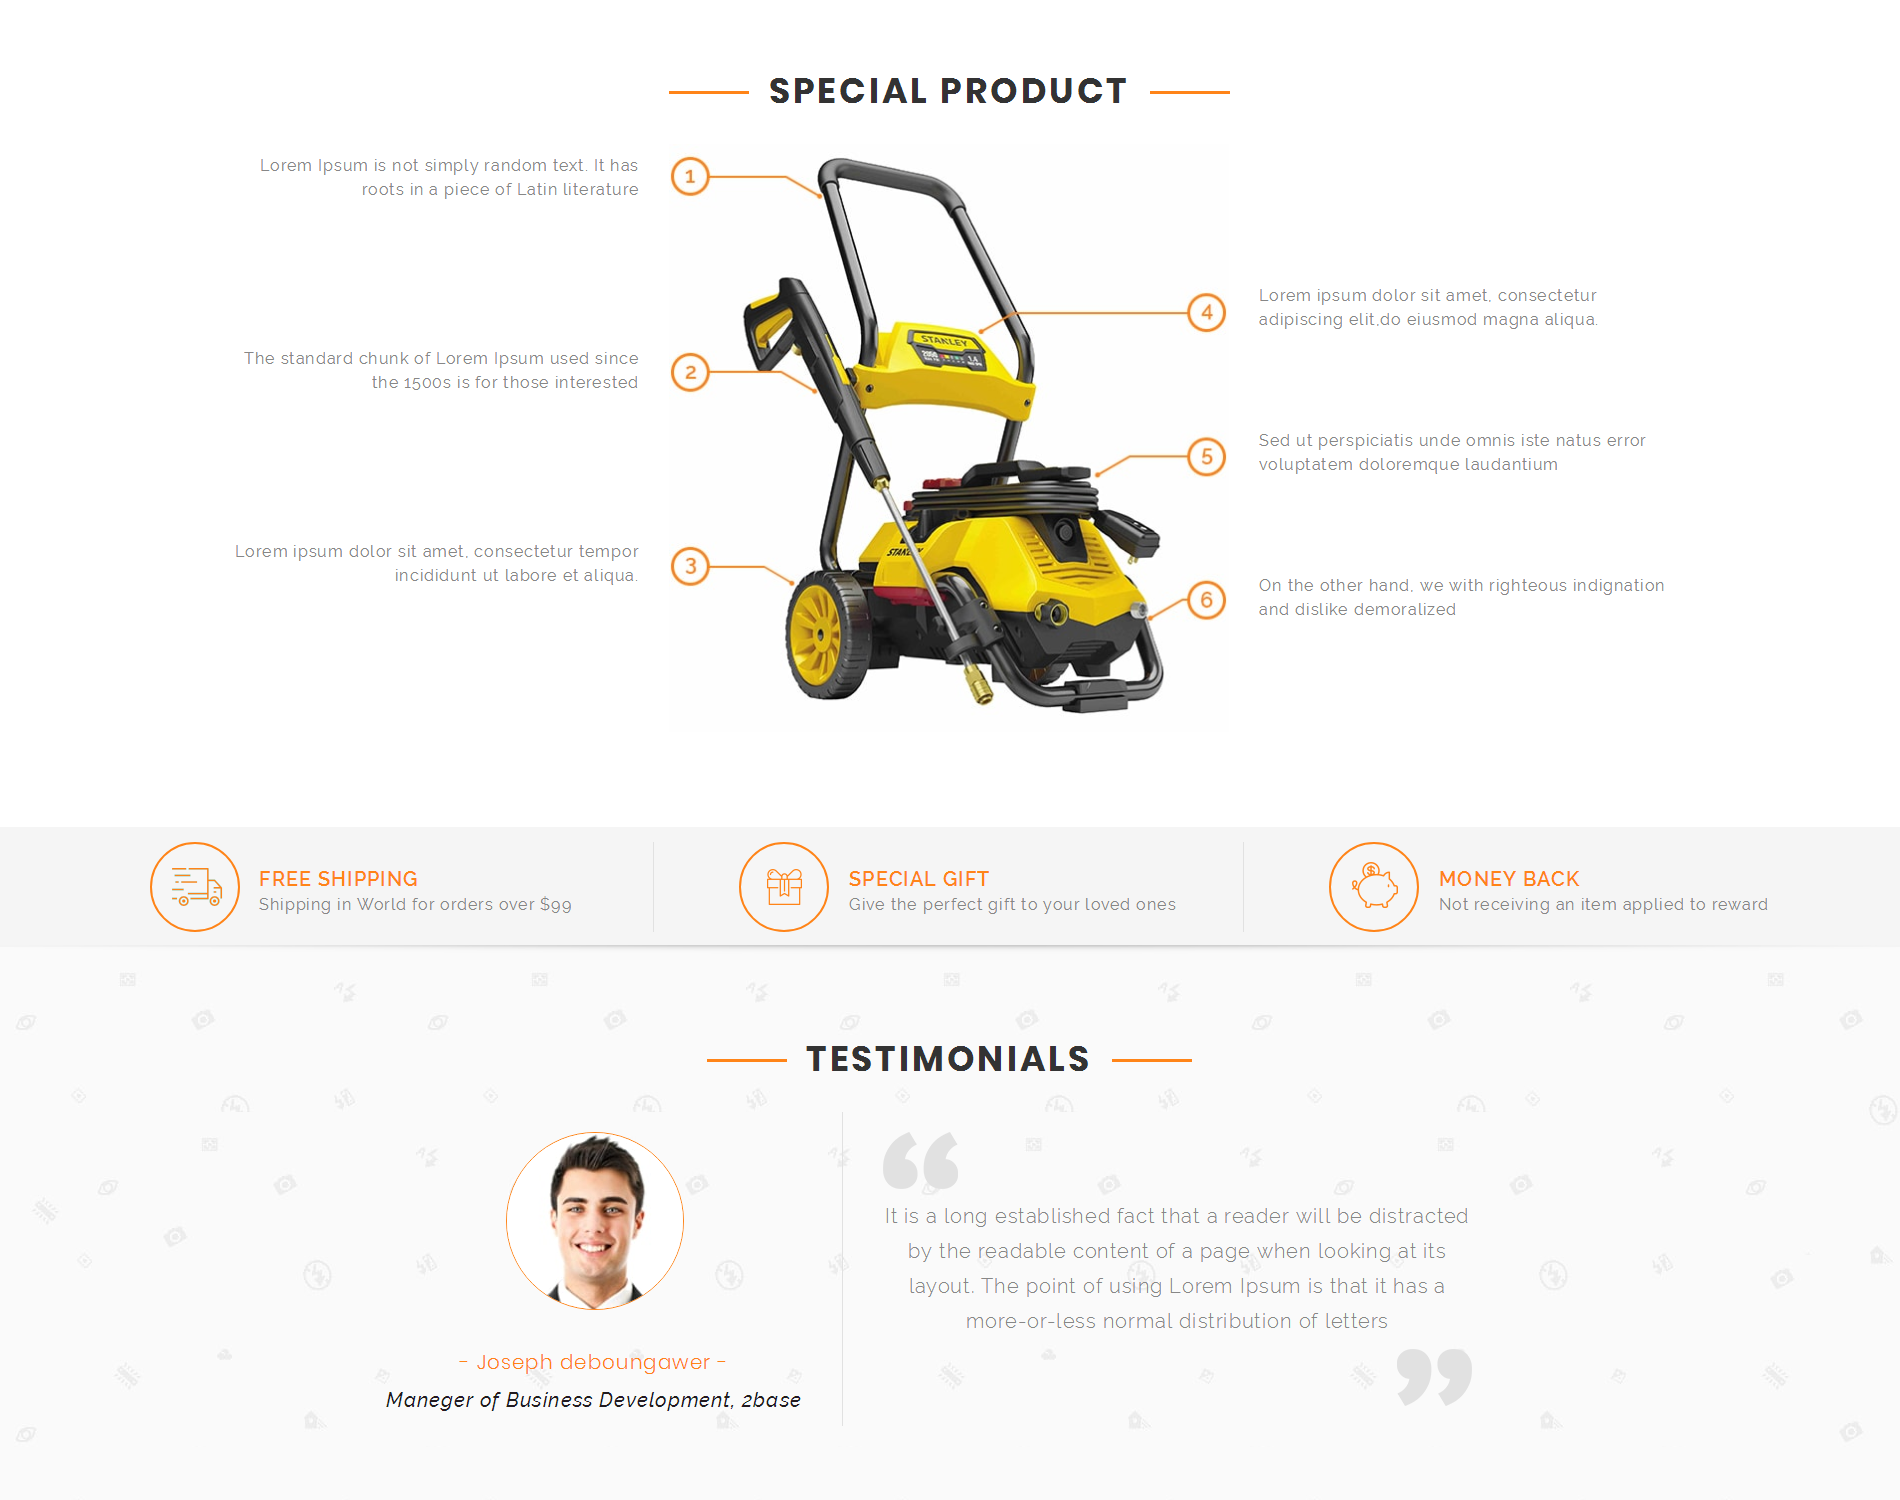 SPECIAL PRODUCT
Lorem Ipsum is not simply random text. It has
roots in a piece of Latin literature
1
The standard chunk of Lorem Ipsum used since
the 1500s is for those interested
2
Lorem ipsum dolor sit amet, consectetur tempor
incididunt ut labore et aliqua.
3
STANLEY
STANLEY
4
Lorem ipsum dolor sit amet, consectetur
adipiscing elit,do eiusmod magna aliqua.
5
Sed ut perspiciatis unde omnis iste natus error
voluptatem doloremque laudantium
6
On the other hand, we with righteous indignation
and dislike demoralized
FREE SHIPPING
Shipping in World for orders over $99
SPECIAL GIFT
Give the perfect gift to your loved ones
MONEY BACK
Not receiving an item applied to reward
TESTIMONIALS
- Joseph deboungawer -
Maneger of Business Development, 2base
It is a long established fact that a reader will be distracted
by the readable content of a page when looking at its
layout. The point of using Lorem Ipsum is that it has a
more-or-less normal distribution of letters